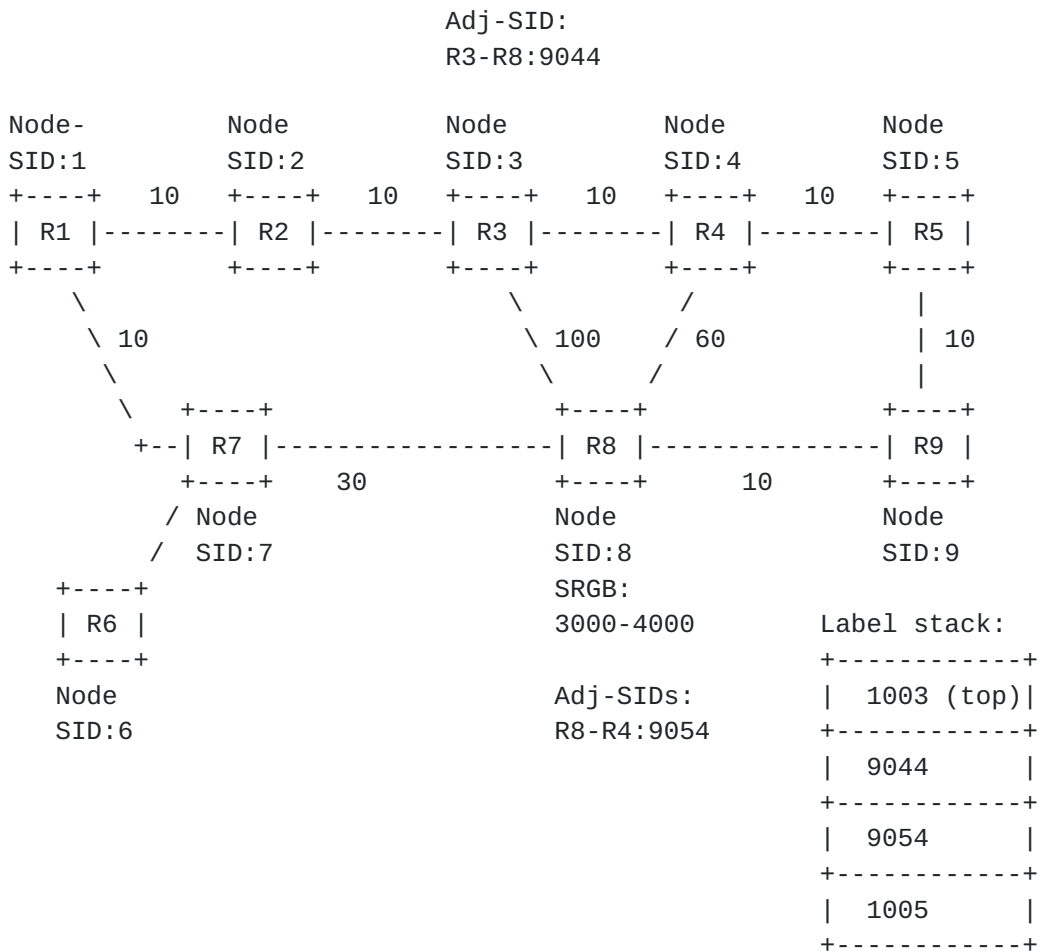 Adj-SID:
R3-R8:9044
Node- Node Node Node Node
SID:1 SID:2 SID:3 SID:4 SID:5
+----+ 10 +----+ 10 +----+ 10 +----+ 10 +----+
| R1 |--------| R2 |--------| R3 |--------| R4 |--------| R5 |
+----+ +----+ +----+ +----+ +----+
\ \ / |
\ 10 \ 100 / 60 | 10
\ \ / |
\ +----+ +----+ +----+
+--| R7 |------------------| R8 |---------------| R9 |
+----+ 30 +----+ 10 +----+
/ Node Node Node
/ SID:7 SID:8 SID:9
+----+ SRGB:
| R6 | 3000-4000 Label stack:
+----+ +------------+
Node Adj-SIDs: | 1003 (top)|
SID:6 R8-R4:9054 +------------+
| 9044 |
+------------+
| 9054 |
+------------+
| 1005 |
+------------+